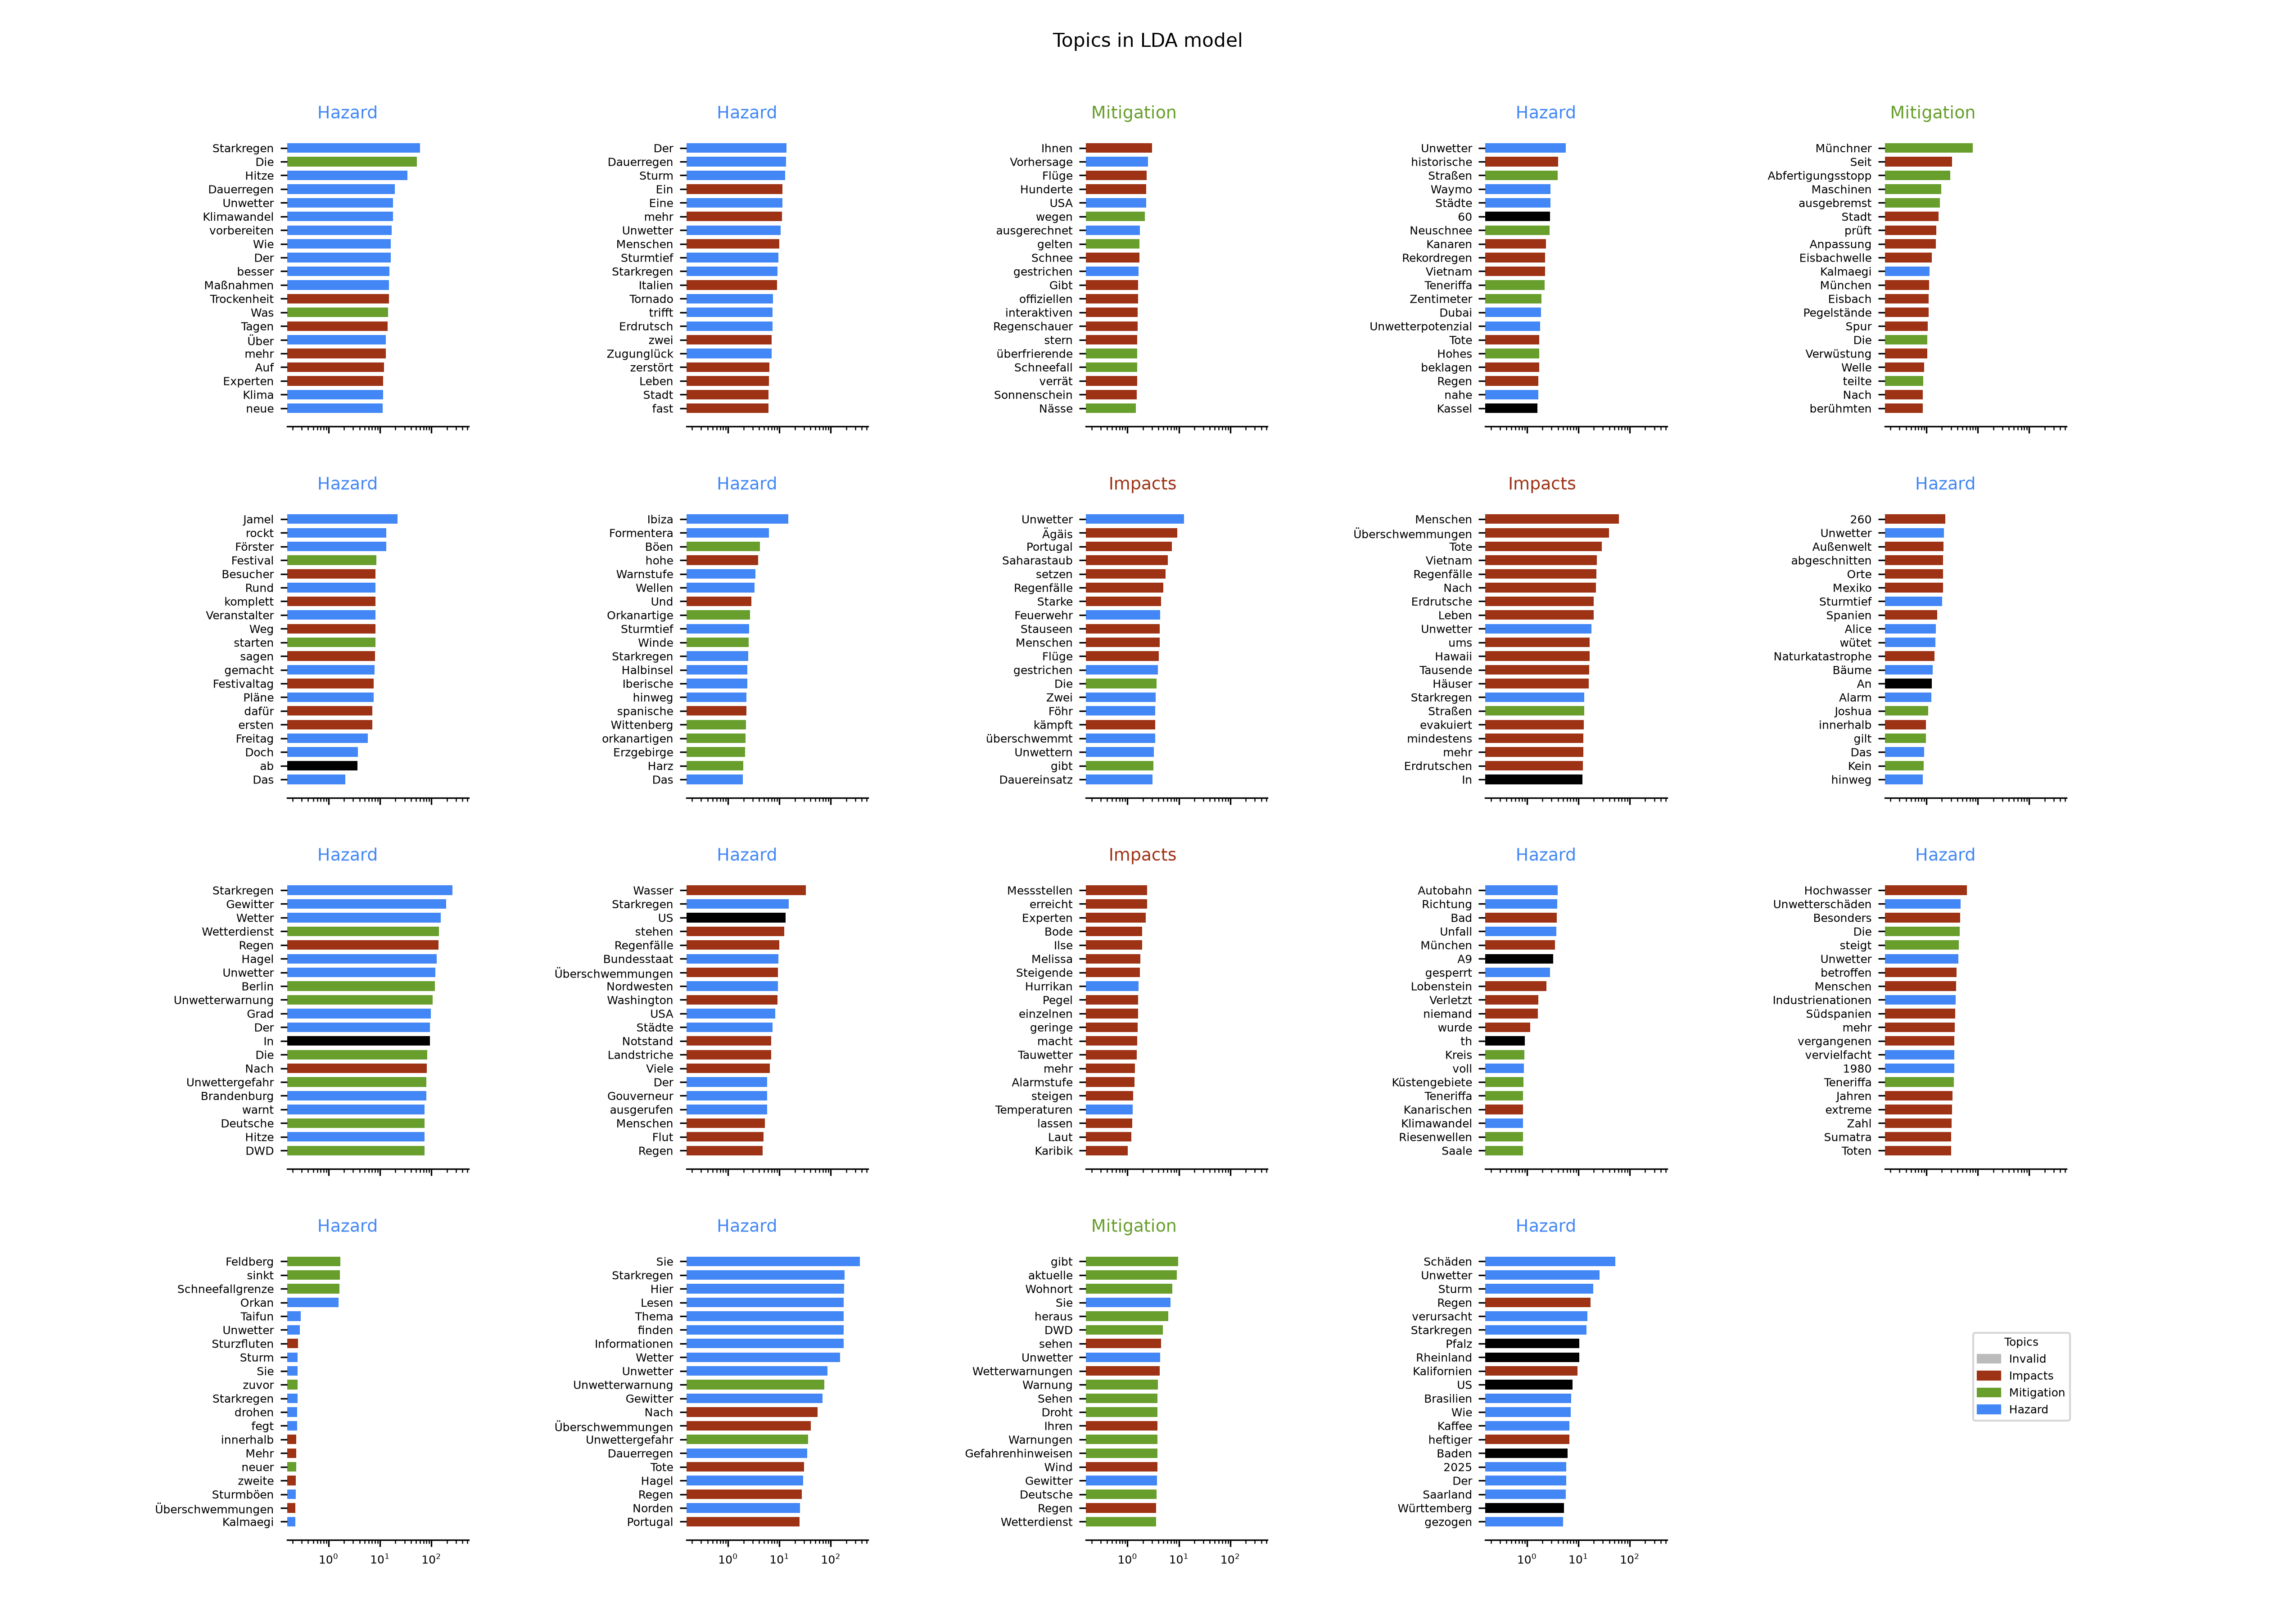 Topics in LDA model
Hazard
Starkregen
Die
Hitze
Dauerregen
Unwetter
Klimawandel
vorbereiten
Wie
Der
besser
Maßnahmen
Trockenheit
Was
Tagen
Über
mehr
Auf
Experten
Klima
neue
Hazard
Der
Dauerregen
Sturm
Ein
Eine
mehr
Unwetter
Menschen
Sturmtief
Starkregen
Italien
Tornado
trifft
Erdrutsch
zwei
Zugunglück
zerstört
Leben
Stadt
fast
Mitigation
Ihnen
Vorhersage
Flüge
Hunderte
USA
wegen
ausgerechnet
gelten
Schnee
gestrichen
Gibt
offiziellen
interaktiven
Regenschauer
stern
überfrierende
Schneefall
verrät
Sonnenschein
Nässe
Hazard
Unwetter
historische
Straßen
Waymo
Städte
60
Neuschnee
Kanaren
Rekordregen
Vietnam
Teneriffa
Zentimeter
Dubai
Unwetterpotenzial
Tote
Hohes
beklagen
Regen
nahe
Kassel
Mitigation
Münchner
Seit
Abfertigungsstopp
Maschinen
ausgebremst
Stadt
prüft
Anpassung
Eisbachwelle
Kalmaegi
München
Eisbach
Pegelstände
Spur
Die
Verwüstung
Welle
teilte
Nach
berühmten
Hazard
Jamel
rockt
Förster
Festival
Besucher
Rund
komplett
Veranstalter
Weg
starten
sagen
gemacht
Festivaltag
Pläne
dafür
ersten
Freitag
Doch
ab
Das
Hazard
Ibiza
Formentera
Böen
hohe
Warnstufe
Wellen
Und
Orkanartige
Sturmtief
Winde
Starkregen
Halbinsel
Iberische
hinweg
spanische
Wittenberg
orkanartigen
Erzgebirge
Harz
Das
Impacts
Unwetter
Ägäis
Portugal
Saharastaub
setzen
Regenfälle
Starke
Feuerwehr
Stauseen
Menschen
Flüge
gestrichen
Die
Zwei
Föhr
kämpft
überschwemmt
Unwettern
gibt
Dauereinsatz
Impacts
Menschen
Überschwemmungen
Tote
Vietnam
Regenfälle
Nach
Erdrutsche
Leben
Unwetter
ums
Hawaii
Tausende
Häuser
Starkregen
Straßen
evakuiert
mindestens
mehr
Erdrutschen
In
Hazard
260
Unwetter
Außenwelt
abgeschnitten
Orte
Mexiko
Sturmtief
Spanien
Alice
wütet
Naturkatastrophe
Bäume
An
Alarm
Joshua
innerhalb
gilt
Das
Kein
hinweg
Hazard
Starkregen
Gewitter
Wetter
Wetterdienst
Regen
Hagel
Unwetter
Berlin
Unwetterwarnung
Grad
Der
In
Die
Nach
Unwettergefahr
Brandenburg
warnt
Deutsche
Hitze
DWD
Hazard
Wasser
Starkregen
US
stehen
Regenfälle
Bundesstaat
Überschwemmungen
Nordwesten
Washington
USA
Städte
Notstand
Landstriche
Viele
Der
Gouverneur
ausgerufen
Menschen
Flut
Regen
Impacts
Messstellen
erreicht
Experten
Bode
Ilse
Melissa
Steigende
Hurrikan
Pegel
einzelnen
geringe
macht
Tauwetter
mehr
Alarmstufe
steigen
Temperaturen
lassen
Laut
Karibik
Hazard
Autobahn
Richtung
Bad
Unfall
München
A9
gesperrt
Lobenstein
Verletzt
niemand
wurde
th
Kreis
voll
Küstengebiete
Teneriffa
Kanarischen
Klimawandel
Riesenwellen
Saale
Hazard
Hochwasser
Unwetterschäden
Besonders
Die
steigt
Unwetter
betroffen
Menschen
Industrienationen
Südspanien
mehr
vergangenen
vervielfacht
1980
Teneriffa
Jahren
extreme
Zahl
Sumatra
Toten
Hazard
Feldberg
sinkt
Schneefallgrenze
Orkan
Taifun
Unwetter
Sturzfluten
Sturm
Sie
zuvor
Starkregen
drohen
fegt
innerhalb
Mehr
neuer
zweite
Sturmböen
Überschwemmungen
Kalmaegi
10⁰ 10¹ 10²
Hazard
Sie
Starkregen
Hier
Lesen
Thema
finden
Informationen
Wetter
Unwetter
Unwetterwarnung
Gewitter
Nach
Überschwemmungen
Unwettergefahr
Dauerregen
Tote
Hagel
Regen
Norden
Portugal
10⁰ 10¹ 10²
Mitigation
gibt
aktuelle
Wohnort
Sie
heraus
DWD
sehen
Unwetter
Wetterwarnungen
Warnung
Sehen
Droht
Ihren
Warnungen
Gefahrenhinweisen
Wind
Gewitter
Deutsche
Regen
Wetterdienst
10⁰ 10¹ 10²
Hazard
Schäden
Unwetter
Sturm
Regen
verursacht
Starkregen
Pfalz
Rheinland
Kalifornien
US
Brasilien
Wie
Kaffee
heftiger
Baden
2025
Der
Saarland
Württemberg
gezogen
10⁰ 10¹ 10²
Topics
Invalid
Impacts
Mitigation
Hazard